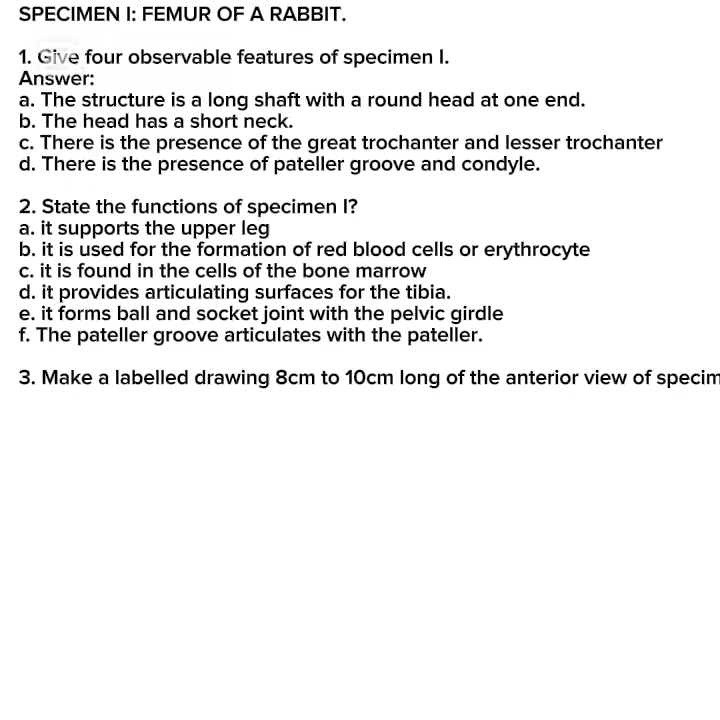 SPECIMEN I: FEMUR OF A RABBIT.
1. Give four observable features of specimen I.
Answer:
a. The structure is a long shaft with a round head at one end.
b. The head has a short neck.
c. There is the presence of the great trochanter and lesser trochanter
d. There is the presence of pateller groove and condyle.
2. State the functions of specimen I?
a. it supports the upper leg
b. it is used for the formation of red blood cells or erythrocyte
c. it is found in the cells of the bone marrow
d. it provides articulating surfaces for the tibia.
e. it forms ball and socket joint with the pelvic girdle
f. The pateller groove articulates with the pateller.
3. Make a labelled drawing 8cm to 10cm long of the anterior view of specim